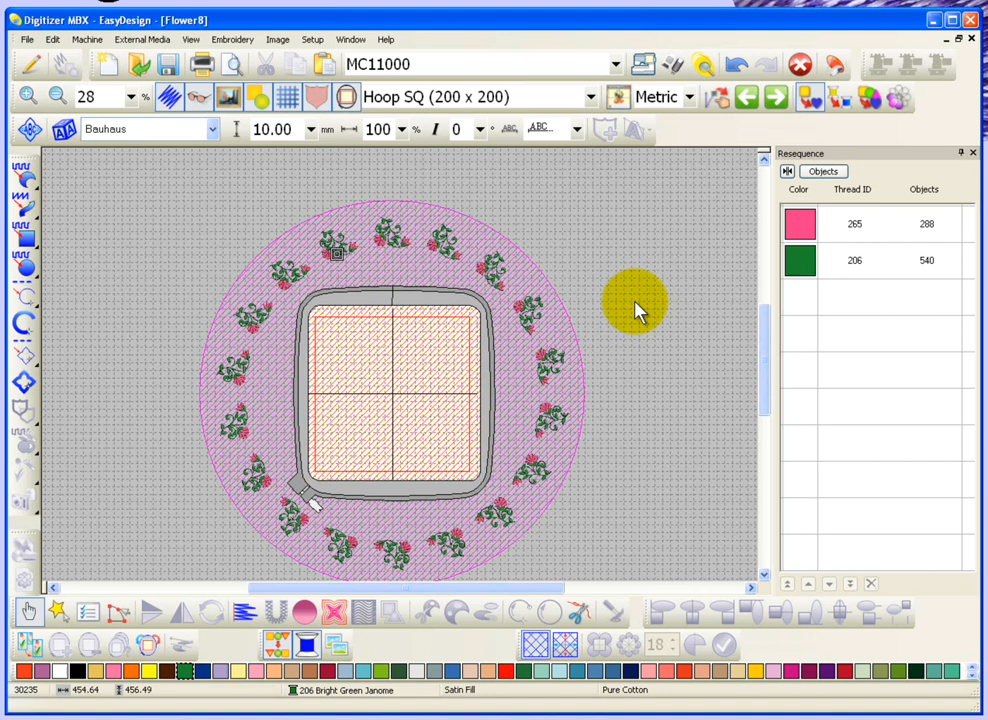 Digitizer MBX - EasyDesign - [Flower8]
File Edit Machine External Media View Embroidery Image Setup Window Help
MC11000
28 % Hoop SQ (200 x 200) Metric
Bauhaus 10.00 mm 100 % I 0 ABC ABC...
Resequence
Objects
Color Thread ID Objects
265 288
206 540
18
30235 454.64 456.49 206 Bright Green Janome Satin Fill Pure Cotton